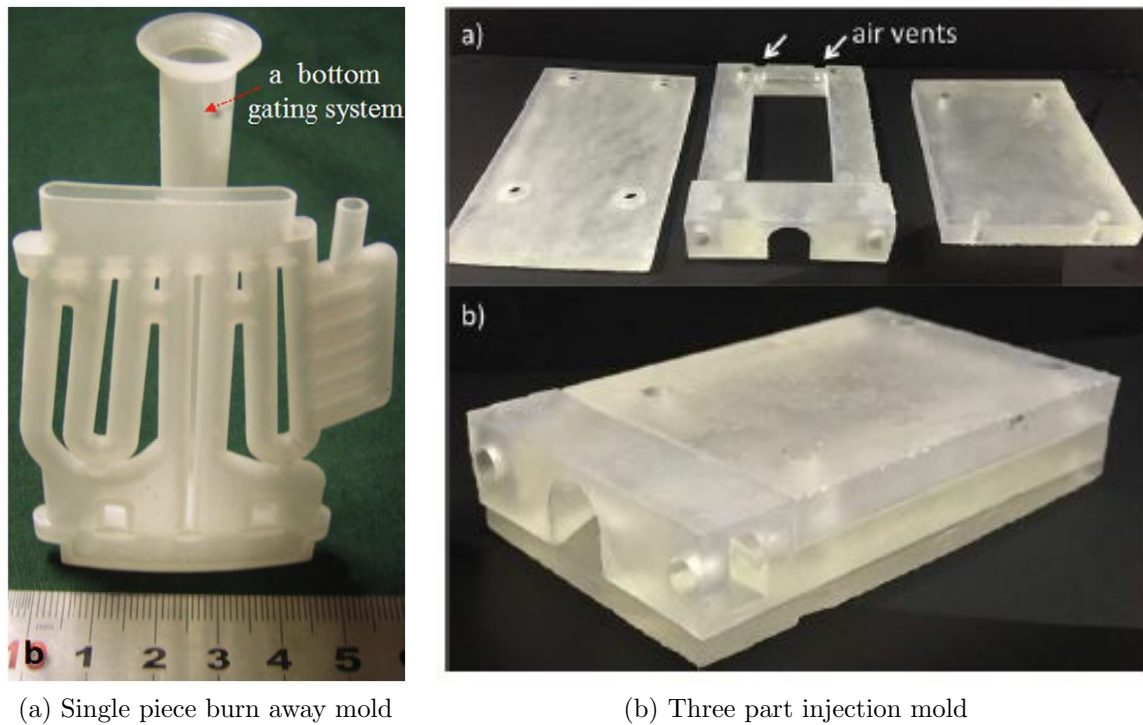 a bottom
gating system
b 1 2 3 4 5
a)
air vents
b)
(a) Single piece burn away mold
(b) Three part injection mold